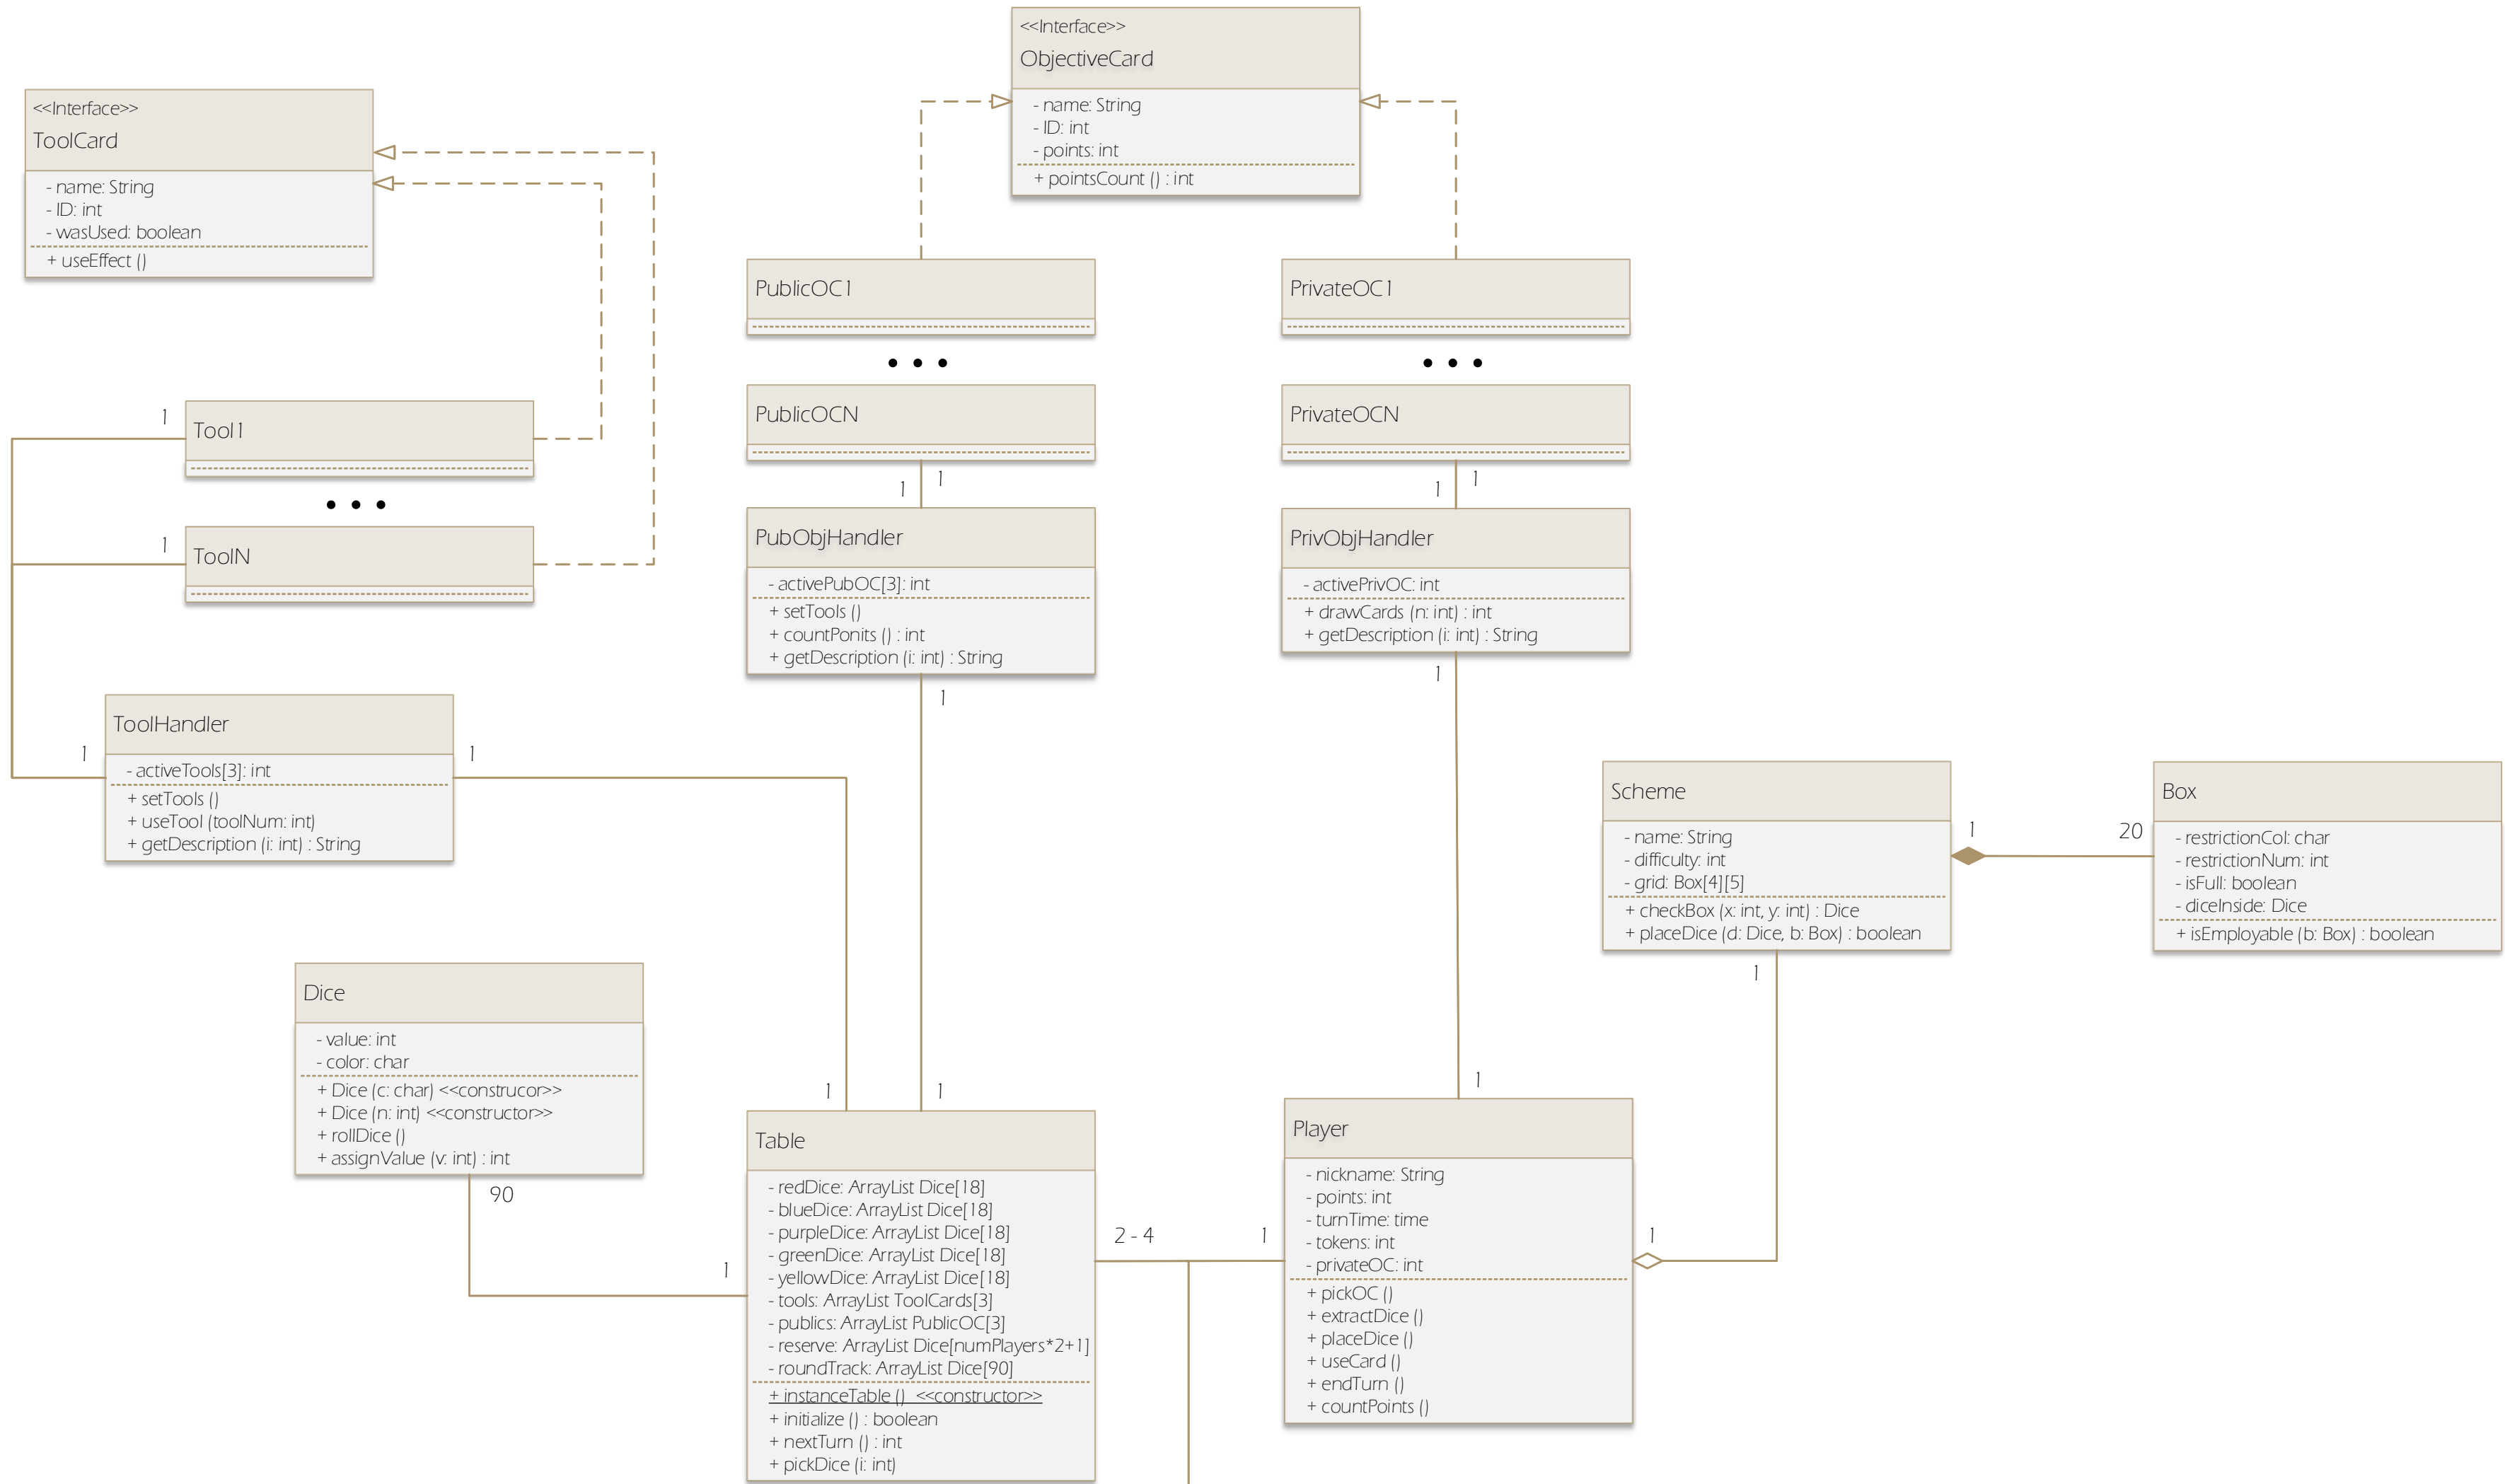 <<Interface>>
ObjectiveCard
- name: String
- ID: int
- points: int
+ pointsCount () : int
<<Interface>>
ToolCard
- name: String
- ID: int
- wasUsed: boolean
+ useEffect ()
PublicOC1
PrivateOC1
• • •
• • •
PublicOCN
PrivateOCN
1
Tool1
• • •
1
ToolN
1
1
1
1
PubObjHandler
- activePubOC[3]: int
+ setTools ()
+ countPonits () : int
+ getDescription (i: int) : String
1
PrivObjHandler
- activePrivOC: int
+ drawCards (n: int) : int
+ getDescription (i: int) : String
1
1
ToolHandler
- activeTools[3]: int
+ setTools ()
+ useTool (toolNum: int)
+ getDescription (i: int) : String
1
Scheme
- name: String
- difficulty: int
- grid: Box[4][5]
+ checkBox (x: int, y: int) : Dice
+ placeDice (d: Dice, b: Box) : boolean
1
1
20
Box
- restrictionCol: char
- restrictionNum: int
- isFull: boolean
- diceInside: Dice
+ isEmployable (b: Box) : boolean
Dice
- value: int
- color: char
+ Dice (c: char) <<construcor>>
+ Dice (n: int) <<constructor>>
+ rollDice ()
+ assignValue (v: int) : int
90
1
1
1
1
Table
- redDice: ArrayList Dice[18]
- blueDice: ArrayList Dice[18]
- purpleDice: ArrayList Dice[18]
- greenDice: ArrayList Dice[18]
- yellowDice: ArrayList Dice[18]
- tools: ArrayList ToolCards[3]
- publics: ArrayList PublicOC[3]
- reserve: ArrayList Dice[numPlayers*2+1]
- roundTrack: ArrayList Dice[90]
+ instanceTable () <<constructor>>
+ initialize () : boolean
+ nextTurn () : int
+ pickDice (i: int)
2 - 4
1
Player
- nickname: String
- points: int
- turnTime: time
- tokens: int
- privateOC: int
+ pickOC ()
+ extractDice ()
+ placeDice ()
+ useCard ()
+ endTurn ()
+ countPoints ()
1